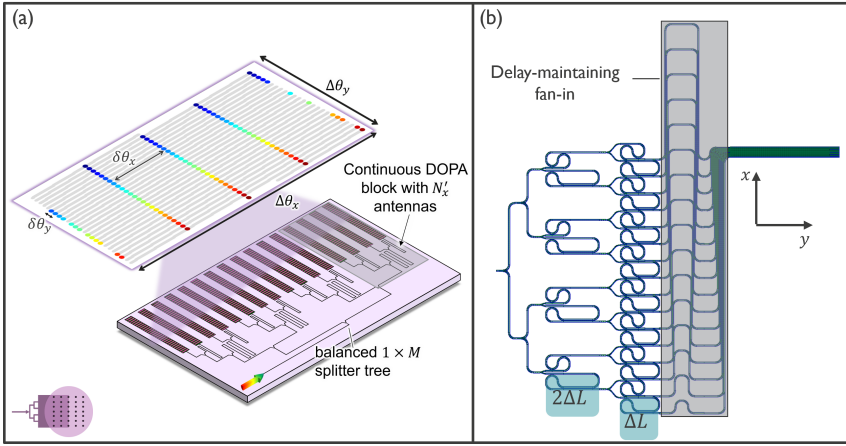 (a)
Δθy
δθx
Continuous DOPA
block with N′x
antennas
Δθx
δθy
balanced 1 × M
splitter tree
(b)
Delay-maintaining
fan-in
x
y
2ΔL
ΔL